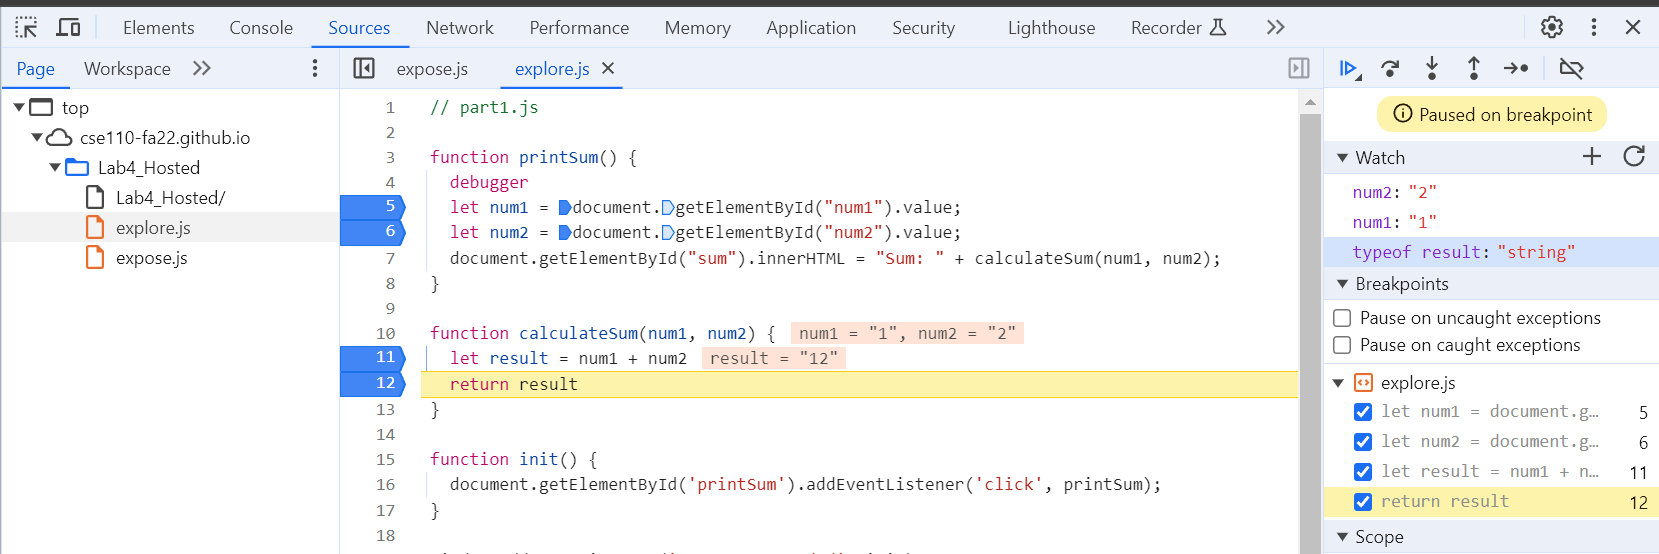 Elements Console Sources Network Performance Memory Application Security Lighthouse Recorder
Page Workspace
top
cse110-fa22.github.io
Lab4_Hosted
Lab4_Hosted/
explore.js
expose.js
expose.js explore.js
1 // part1.js
2
3 function printSum() {
4 debugger
5 let num1 = document.getElementById("num1").value;
6 let num2 = document.getElementById("num2").value;
7 document.getElementById("sum").innerHTML = "Sum: " + calculateSum(num1, num2);
8 }
9
10 function calculateSum(num1, num2) { num1 = "1", num2 = "2"
11 let result = num1 + num2 result = "12"
12 return result
13 }
14
15 function init() {
16 document.getElementById('printSum').addEventListener('click', printSum);
17 }
18
Paused on breakpoint
Watch
num2: "2"
num1: "1"
typeof result: "string"
Breakpoints
Pause on uncaught exceptions
Pause on caught exceptions
explore.js
let num1 = document.g… 5
let num2 = document.g… 6
let result = num1 + n… 11
return result 12
Scope